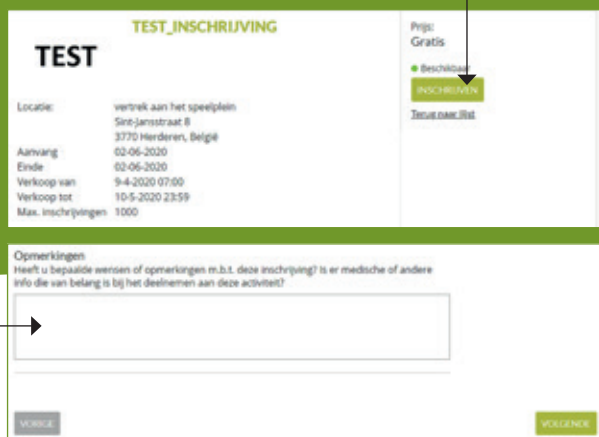 TEST_INSCHRIJVING
TEST
Locatie: vertrek aan het speelplein
Sint-Jansstraat 8
3770 Herderen, België
Aanvang 02-06-2020
Einde 02-06-2020
Verkoop van 9-4-2020 07:00
Verkoop tot 10-5-2020 23:59
Max. inschrijvingen 1000
Prijs:
Gratis
Beschikbaar
INSCHRIJVEN
Terug naar lijst
Opmerkingen
Heeft u bepaalde wensen of opmerkingen m.b.t. deze inschrijving? Is er medische of andere
info die van belang is bij het deelnemen aan deze activiteit?
VORIGE
VOLGENDE